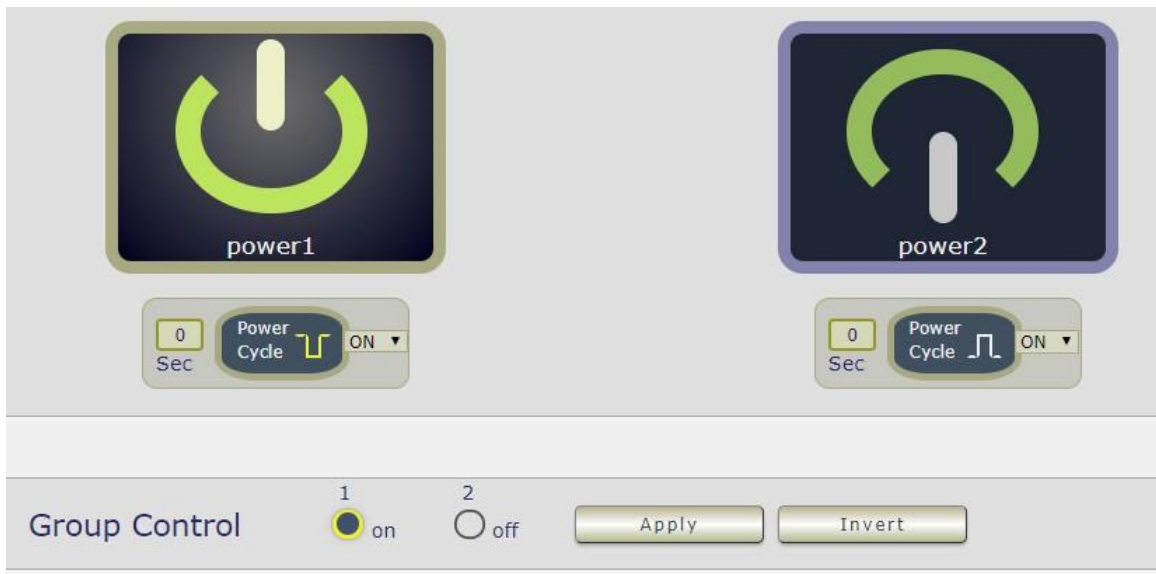 power1
power2
0
Sec
Power
Cycle
ON
0
Sec
Power
Cycle
ON
Group Control
1
on
2
off
Apply
Invert